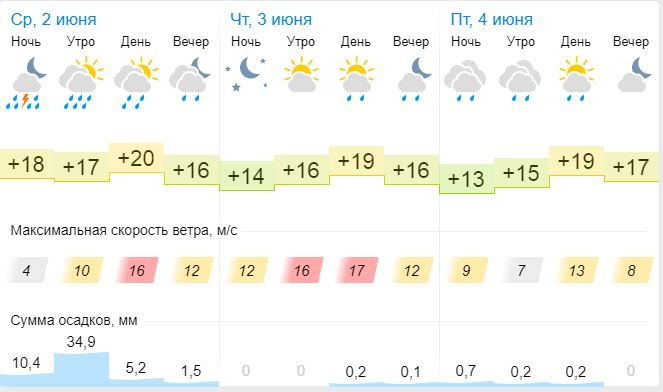 Ср, 2 июня Чт, 3 июня Пт, 4 июня
Ночь Утро День Вечер Ночь Утро День Вечер Ночь Утро День Вечер
+18 +17 +20 +16 +14 +16 +19 +16 +13 +15 +19 +17
Максимальная скорость ветра, м/с
4 10 16 12 12 16 17 12 9 7 13 8
Сумма осадков, мм
10,4 34,9 5,2 1,5 0 0 0,2 0,1 0,7 0,2 0,2 0